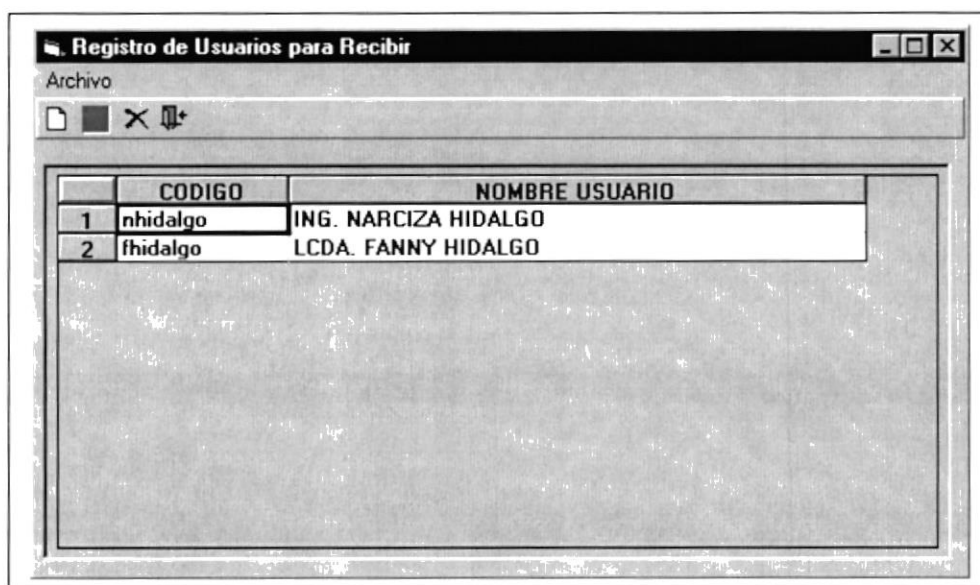 Registro de Usuarios para Recibir
Archivo
CODIGO NOMBRE USUARIO
1 nhidalgo ING. NARCIZA HIDALGO
2 fhidalgo LCDA. FANNY HIDALGO